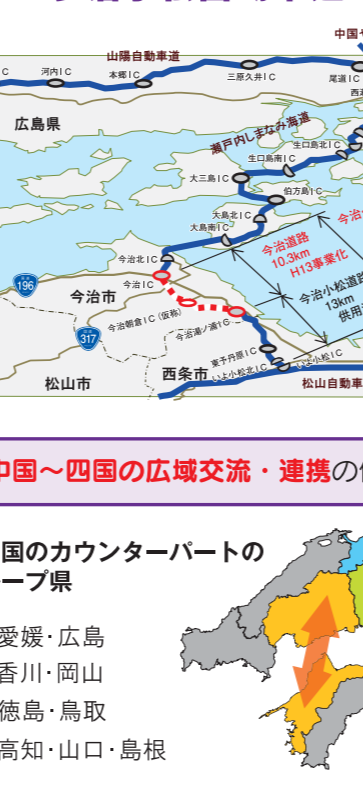 中国
山陽自動車道
C
河内IC
本郷IC
三原久井IC
尾道IC
広島県
瀬戸内しまなみ海道
生口島北IC
生口島南IC
大三島IC
伯方島IC
大島北IC
大島南IC
今治北IC
今治IC
196
今治市
317
今治朝倉IC(仮称)
今治湯ノ浦IC
今治道路
10.3km
H13事業化
今治小松道路
13km
供用
東予丹原IC
いよ小松北IC
いよ小松IC
松山市
西条市
松山自動車
中国~四国の広域交流・連携の
国のカウンターパートの
ープ県
愛媛・広島
香川・岡山
徳島・鳥取
高知・山口・島根